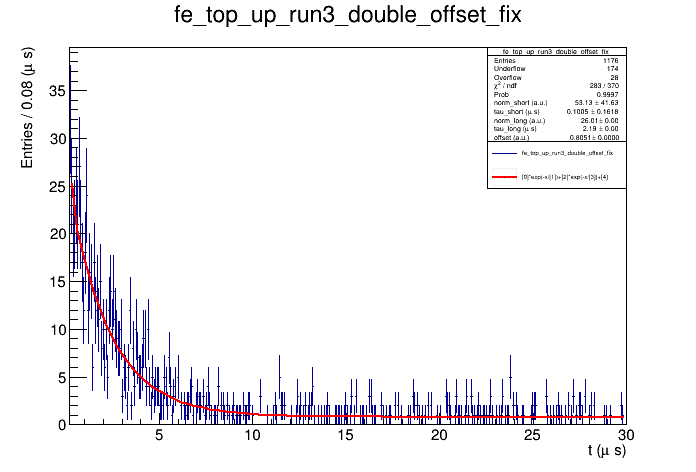 fe_top_up_run3_double_offset_fix
Entries / 0.08 (μ s)
35
30
25
20
15
10
5
0
5 10 15 20 25 30
t (μ s)
fe_top_up_run3_double_offset_fix
Entries 1176
Underflow 174
Overflow 28
χ² / ndf 283 / 370
Prob 0.9997
norm_short (a.u.) 53.13 ± 41.63
tau_short (μ s) 0.1005 ± 0.1618
norm_long (a.u.) 26.01 ± 0.00
tau_long (μ s) 2.19 ± 0.00
offset (a.u.) 0.8051 ± 0.0000
fe_top_up_run3_double_offset_fix
[0]*exp(-x/[1])+[2]*exp(-x/[3])+[4]